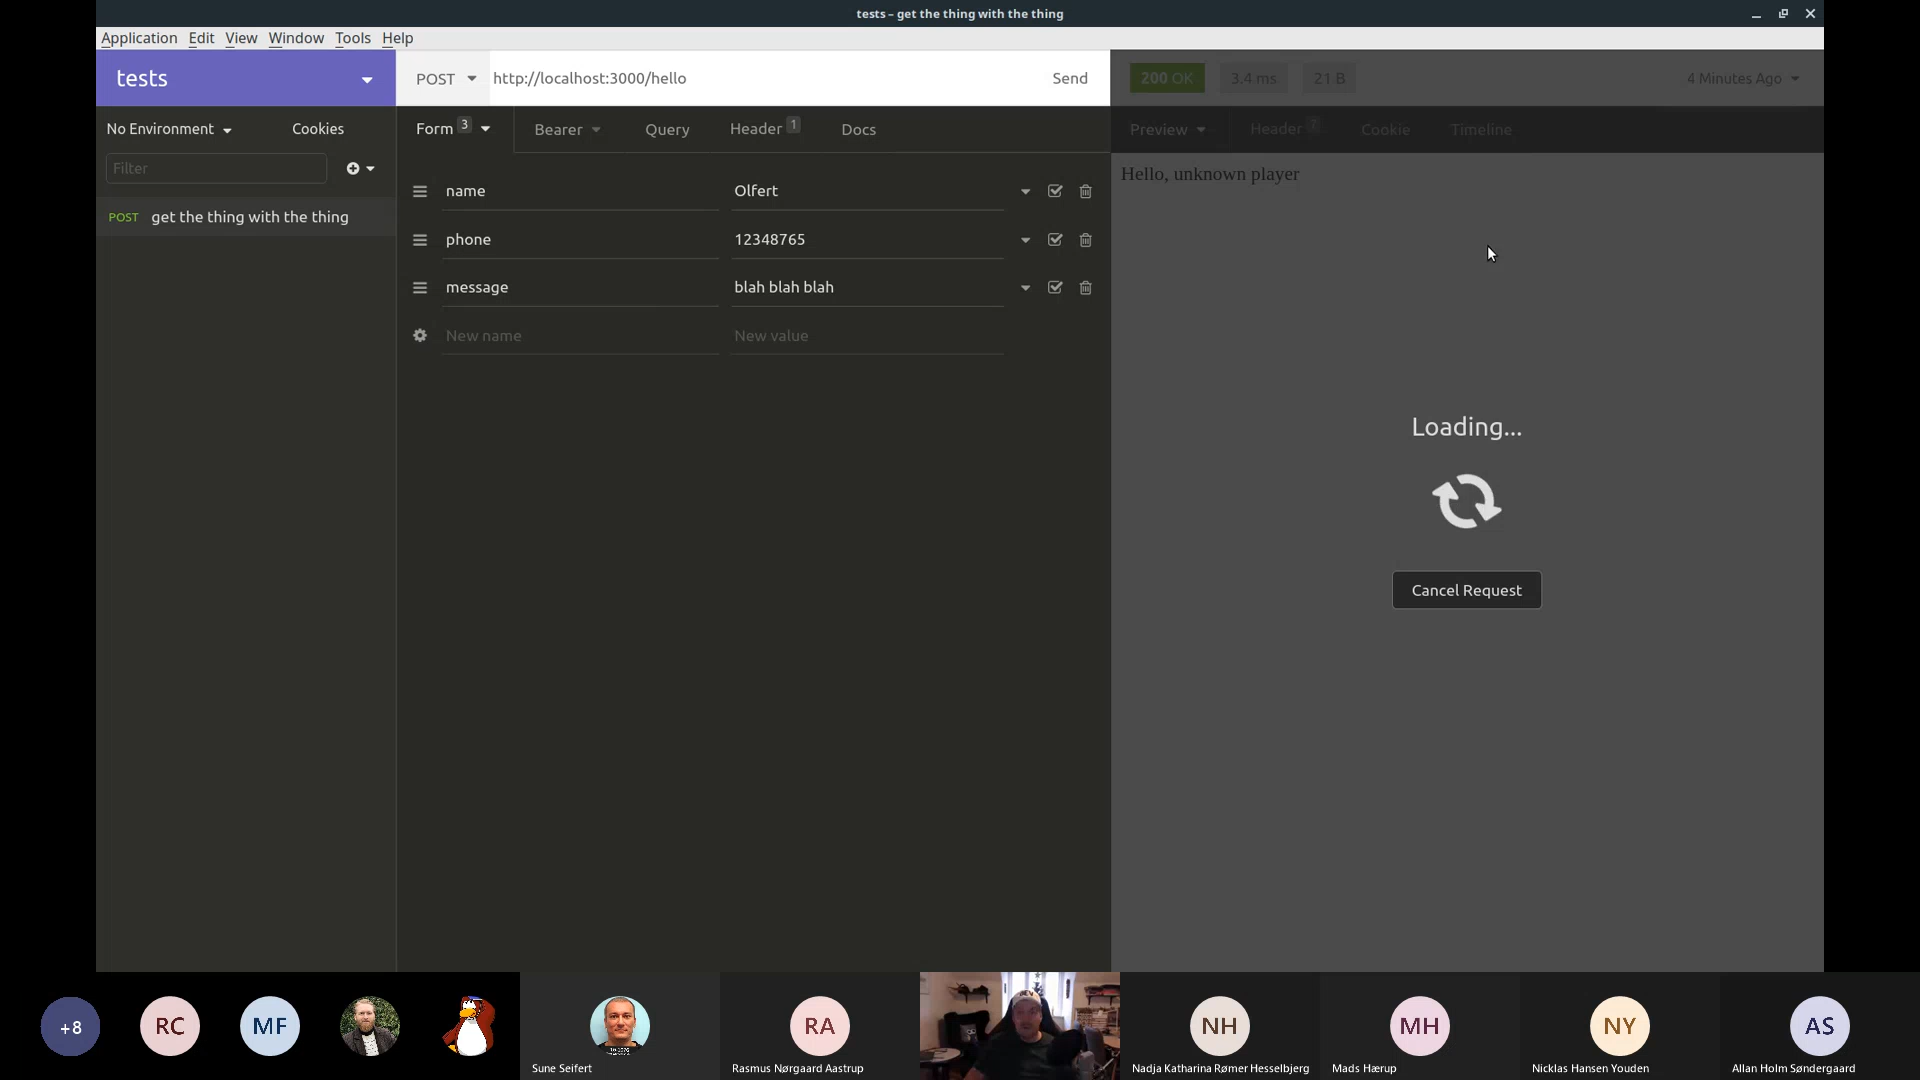 tests – get the thing with the thing
Application Edit View Window Tools Help
tests
POST http://localhost:3000/hello Send
200 OK 3.4 ms 21 B 4 Minutes Ago
No Environment Cookies
Form 3 Bearer Query Header 1 Docs
Preview Header 7 Cookie Timeline
Filter
Hello, unknown player
POST get the thing with the thing
name Olfert
phone 12348765
message blah blah blah
New name New value
Loading...
Cancel Request
+8 RC MF RA NH MH NY AS
Sune Seifert
Rasmus Nørgaard Aastrup
Nadja Katharina Rømer Hesselbjerg
Mads Hærup
Nicklas Hansen Youden
Allan Holm Søndergaard